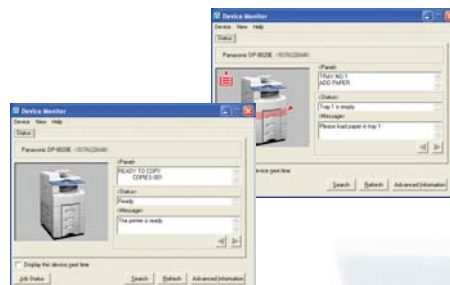 Device Monitor
Device View Help
Status
Panasonic DP-8020E
<Panel>
TRAY NO.1
ADD PAPER
<Status>
Tray 1 is empty
<Message>
Please load paper in tray 1
Search Refresh Advanced Information
Device Monitor
Device View Help
Status
Panasonic DP-8020E
<Panel>
READY TO COPY
COPIES 001
<Status>
Ready
<Message>
The printer is ready.
Display this device next time
Job Status Search Refresh Advanced Information